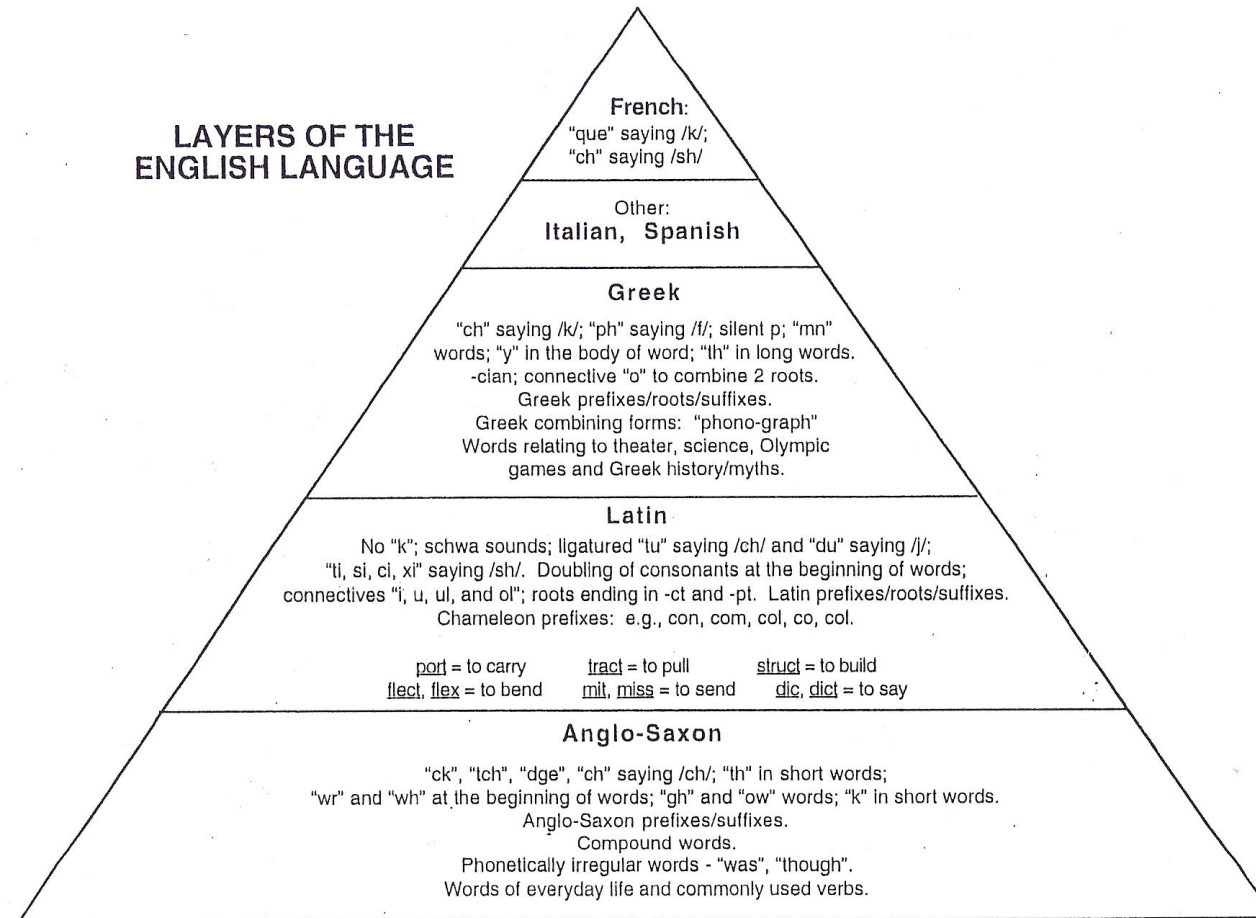 LAYERS OF THE
ENGLISH LANGUAGE
French:
"que" saying /k/;
"ch" saying /sh/
Other:
Italian, Spanish
Greek
"ch" saying /k/; "ph" saying /f/; silent p; "mn"
words; "y" in the body of word; "th" in long words.
-cian; connective "o" to combine 2 roots.
Greek prefixes/roots/suffixes.
Greek combining forms: "phono-graph"
Words relating to theater, science, Olympic
games and Greek history/myths.
Latin
No "k"; schwa sounds; ligatured "tu" saying /ch/ and "du" saying /j/;
"ti, si, ci, xi" saying /sh/. Doubling of consonants at the beginning of words;
connectives "i, u, ul, and ol"; roots ending in -ct and -pt. Latin prefixes/roots/suffixes.
Chameleon prefixes: e.g., con, com, col, co, col.
port = to carry tract = to pull struct = to build
flect, flex = to bend mit, miss = to send dic, dict = to say
Anglo-Saxon
"ck", "tch", "dge", "ch" saying /ch/; "th" in short words;
"wr" and "wh" at the beginning of words; "gh" and "ow" words; "k" in short words.
Anglo-Saxon prefixes/suffixes.
Compound words.
Phonetically irregular words - "was", "though".
Words of everyday life and commonly used verbs.